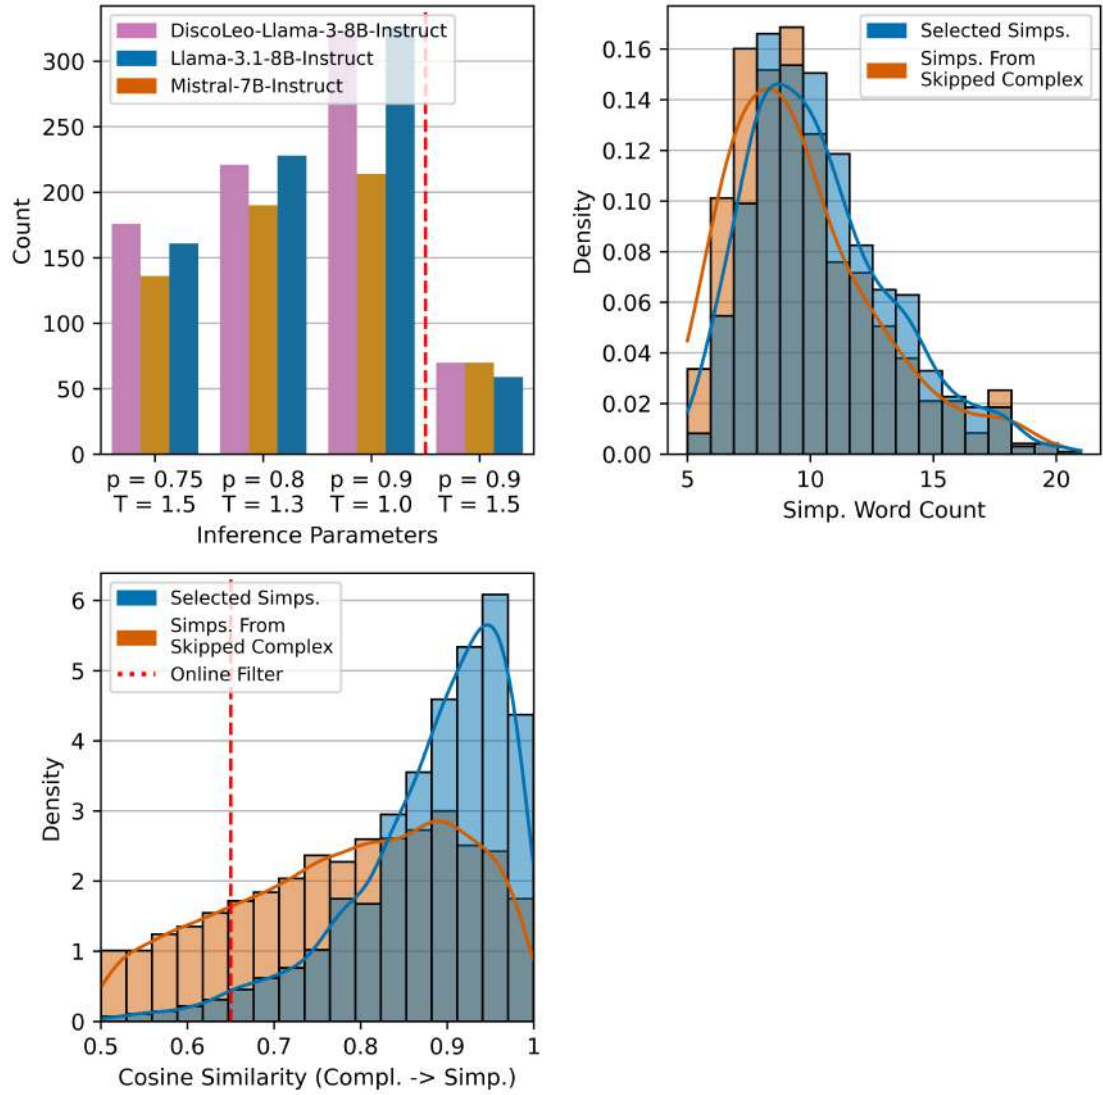 DiscoLeo-Llama-3-8B-Instruct
Llama-3.1-8B-Instruct
Mistral-7B-Instruct
Count
300
250
200
150
100
50
0
p = 0.75
T = 1.5
p = 0.8
T = 1.3
p = 0.9
T = 1.0
p = 0.9
T = 1.5
Inference Parameters
Selected Simps.
Simps. From
Skipped Complex
Density
0.16
0.14
0.12
0.10
0.08
0.06
0.04
0.02
0.00
5
10
15
20
Simp. Word Count
Selected Simps.
Simps. From
Skipped Complex
Online Filter
Density
6
5
4
3
2
1
0
0.5
0.6
0.7
0.8
0.9
1
Cosine Similarity (Compl. -> Simp.)